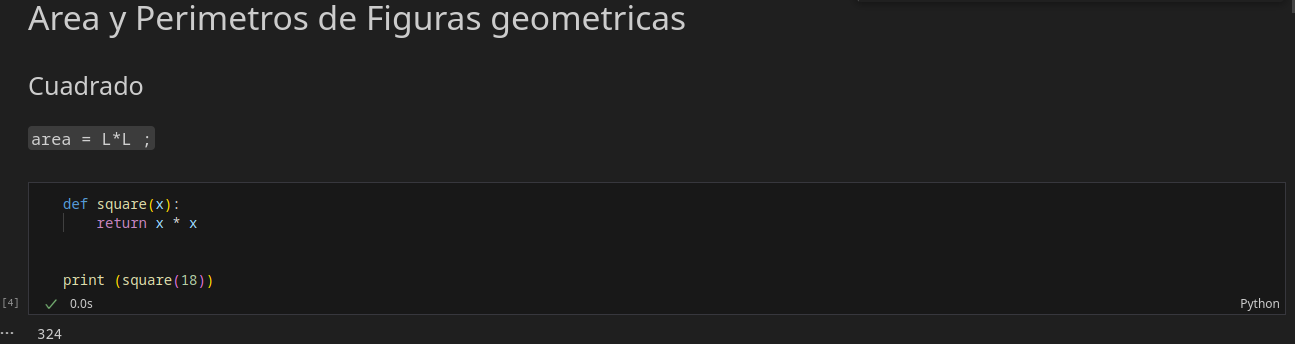 Area y Perimetros de Figuras geometricas
Cuadrado
area = L*L ;
def square(x):
    return x * x
print (square(18))
[4]
0.0s
Python
...
324